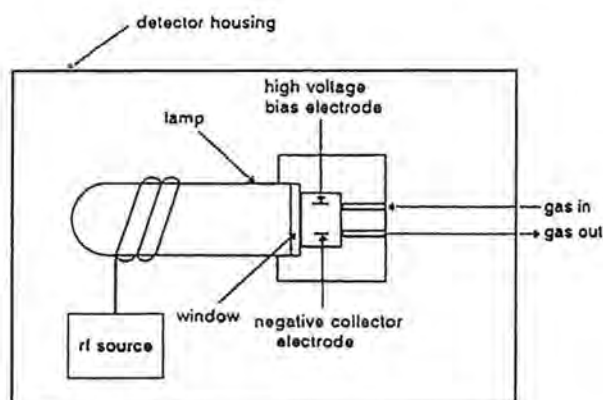 detector housing
high voltage
bias electrode
lamp
gas in
gas out
window
negative collector
electrode
rf source